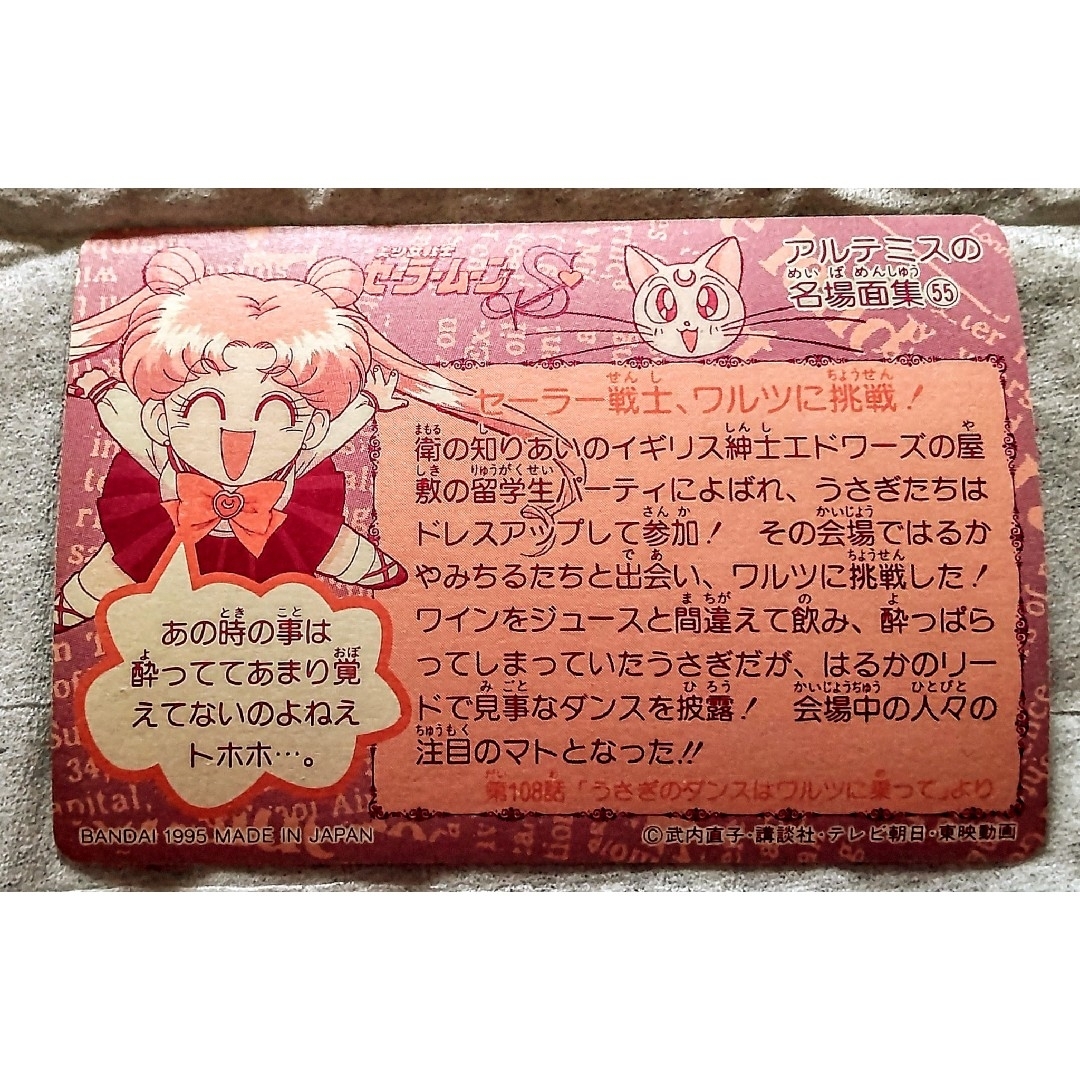 美少女戦士
セーラームーンS
アルテミスの
名場面集55
セーラー戦士、ワルツに挑戦!
衛の知りあいのイギリス紳士エドワーズの屋
敷の留学生パーティによばれ、うさぎたちは
ドレスアップして参加! その会場ではるか
やみちるたちと出会い、ワルツに挑戦した!
ワインをジュースと間違えて飲み、酔っぱら
ってしまっていたうさぎだが、はるかのリー
ドで見事なダンスを披露! 会場中の人々の
注目のマトとなった!!
第108話「うさぎのダンスはワルツに乗って」より
あの時の事は
酔っててあまり覚
えてないのよねえ
トホホ…。
BANDAI 1995 MADE IN JAPAN
©武内直子・講談社・テレビ朝日・東映動画